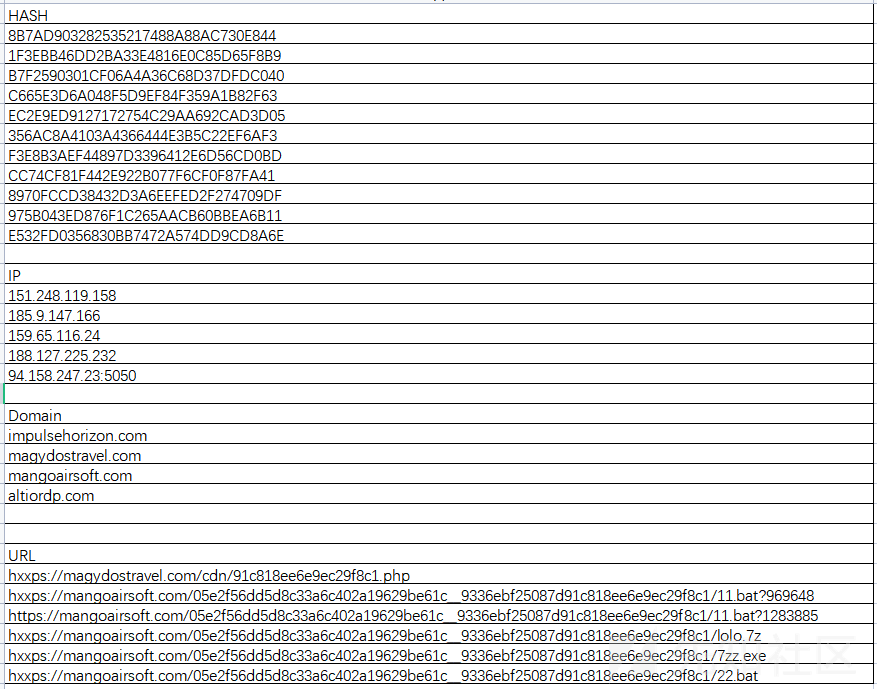 HASH
8B7AD903282535217488A88AC730E844
1F3EBB46DD2BA33E4816E0C85D65F8B9
B7F2590301CF06A4A36C68D37DFDC040
C665E3D6A048F5D9EF84F359A1B82F63
EC2E9ED9127172754C29AA692CAD3D05
356AC8A4103A4366444E3B5C22EF6AF3
F3E8B3AEF44897D3396412E6D56CD0BD
CC74CF81F442E922B077F6CF0F87FA41
8970FCCD38432D3A6EEFED2F274709DF
975B043ED876F1C265AACB60BBEA6B11
E532FD0356830BB7472A574DD9CD8A6E
IP
151.248.119.158
185.9.147.166
159.65.116.24
188.127.225.232
94.158.247.23:5050
Domain
impulsehorizon.com
magydostravel.com
mangoairsoft.com
altiordp.com
URL
hxxps://magydostravel.com/cdn/91c818ee6e9ec29f8c1.php
hxxps://mangoairsoft.com/05e2f56dd5d8c33a6c402a19629be61c__9336ebf25087d91c818ee6e9ec29f8c1/11.bat?969648
https://mangoairsoft.com/05e2f56dd5d8c33a6c402a19629be61c__9336ebf25087d91c818ee6e9ec29f8c1/11.bat?1283885
hxxps://mangoairsoft.com/05e2f56dd5d8c33a6c402a19629be61c__9336ebf25087d91c818ee6e9ec29f8c1/lolo.7z
hxxps://mangoairsoft.com/05e2f56dd5d8c33a6c402a19629be61c__9336ebf25087d91c818ee6e9ec29f8c1/7zz.exe
hxxps://mangoairsoft.com/05e2f56dd5d8c33a6c402a19629be61c__9336ebf25087d91c818ee6e9ec29f8c1/22.bat